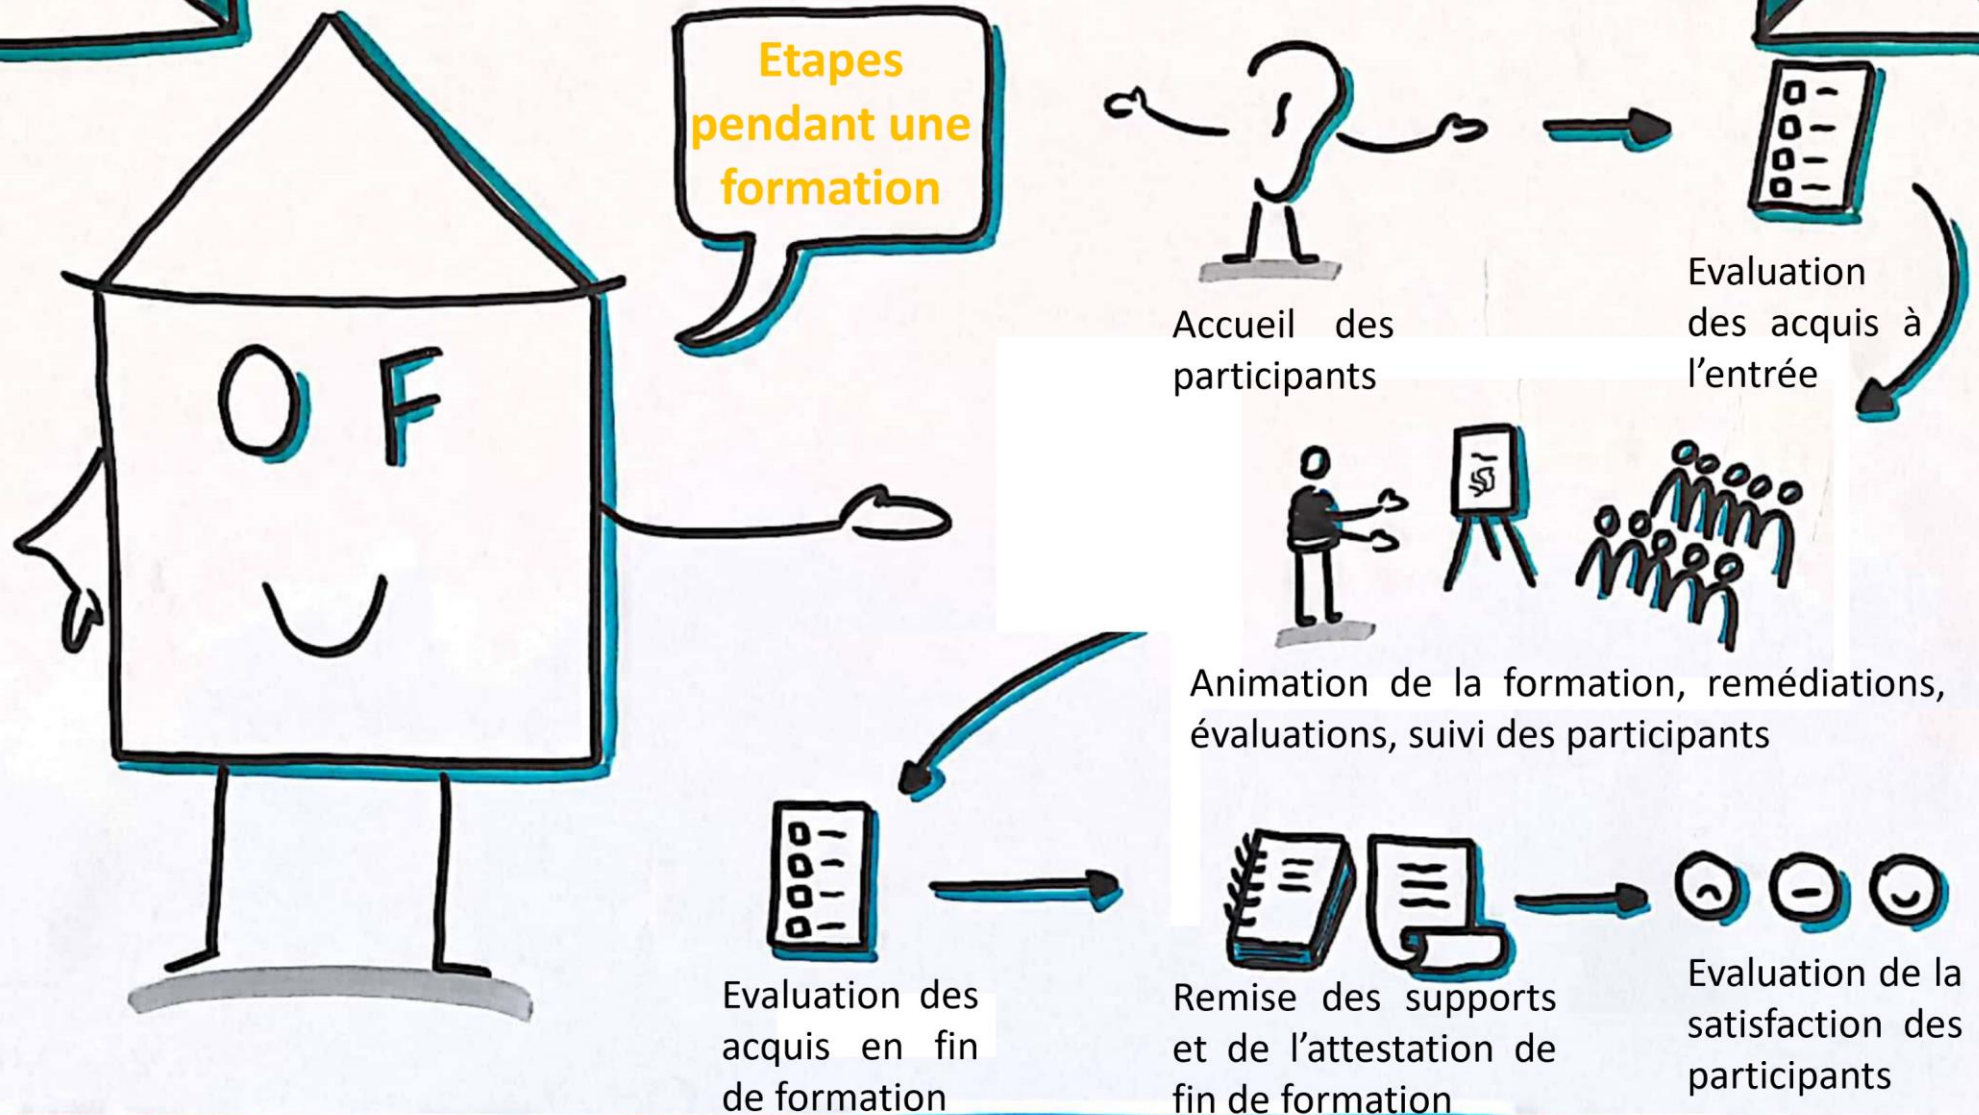 Etapes
pendant une
formation
O F
Accueil des
participants
Evaluation
des acquis à
l’entrée
Animation de la formation, remédiations,
évaluations, suivi des participants
Evaluation des
acquis en fin
de formation
Remise des supports
et de l’attestation de
fin de formation
Evaluation de la
satisfaction des
participants